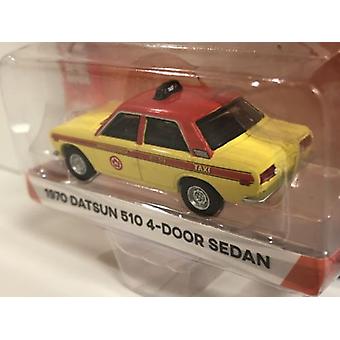 TAXI
1970 DATSUN 510 4-DOOR SEDAN